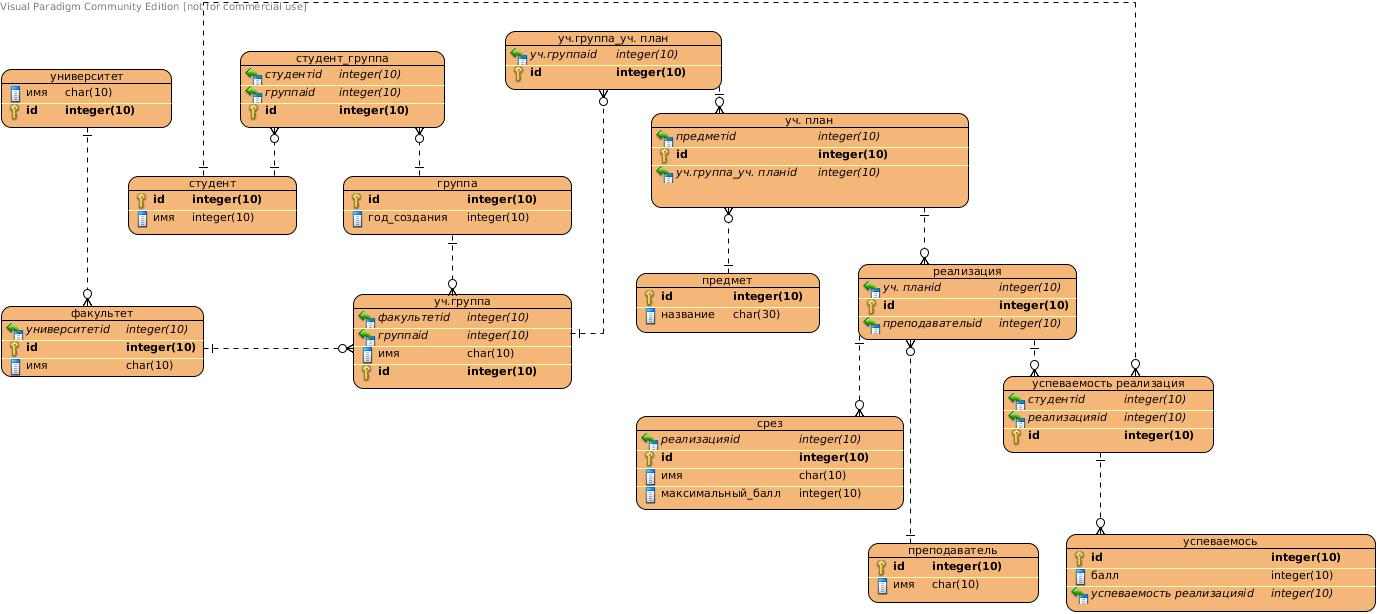 Visual Paradigm Community Edition [not for commercial use]
университет
имя char(10)
id integer(10)
студент_группа
студентid integer(10)
группаid integer(10)
id integer(10)
уч.группа_уч. план
уч.группаid integer(10)
id integer(10)
уч. план
предметid integer(10)
id integer(10)
уч.группа_уч. планid integer(10)
студент
id integer(10)
имя integer(10)
группа
id integer(10)
год_создания integer(10)
предмет
id integer(10)
название char(30)
реализация
уч. планid integer(10)
id integer(10)
преподавательid integer(10)
факультет
университетid integer(10)
id integer(10)
имя char(10)
уч.группа
факультетid integer(10)
группаid integer(10)
имя char(10)
id integer(10)
успеваемость реализация
студентid integer(10)
реализацияid integer(10)
id integer(10)
срез
реализацияid integer(10)
id integer(10)
имя char(10)
максимальный_балл integer(10)
преподаватель
id integer(10)
имя char(10)
успеваемось
id integer(10)
балл integer(10)
успеваемость реализацияid integer(10)